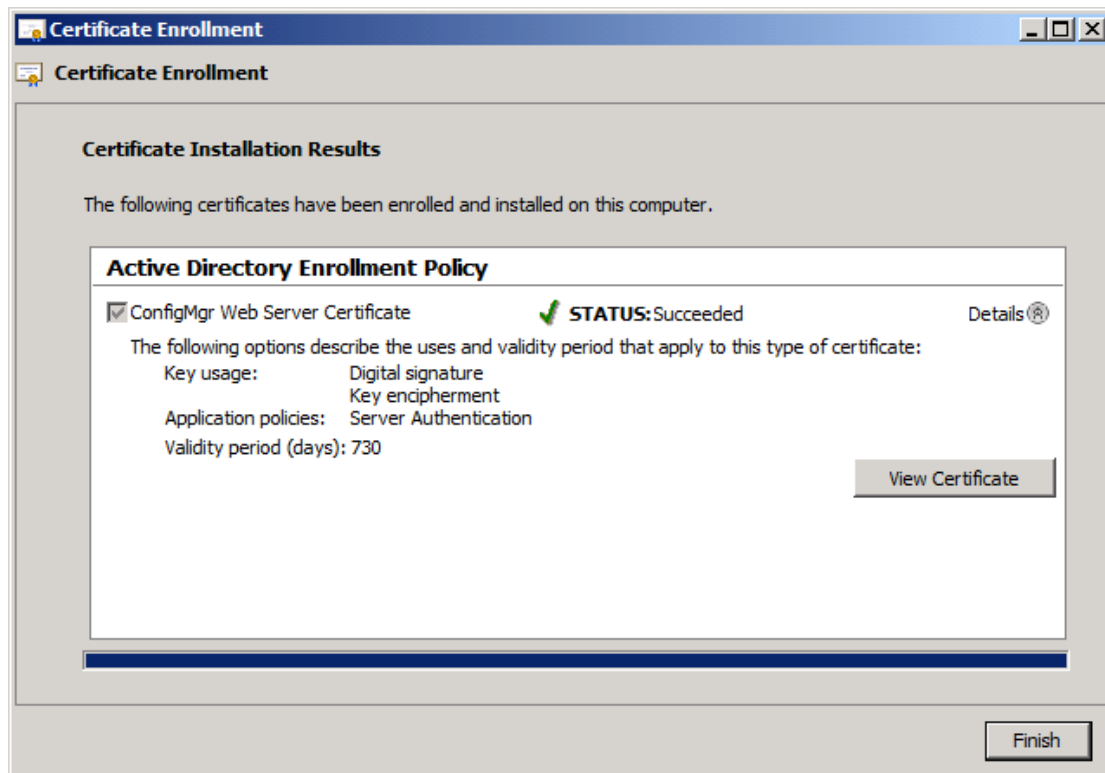 Certificate Enrollment
Certificate Enrollment
Certificate Installation Results
The following certificates have been enrolled and installed on this computer.
Active Directory Enrollment Policy
ConfigMgr Web Server Certificate STATUS: Succeeded Details
The following options describe the uses and validity period that apply to this type of certificate:
Key usage: Digital signature
Key encipherment
Application policies: Server Authentication
Validity period (days): 730
View Certificate
Finish